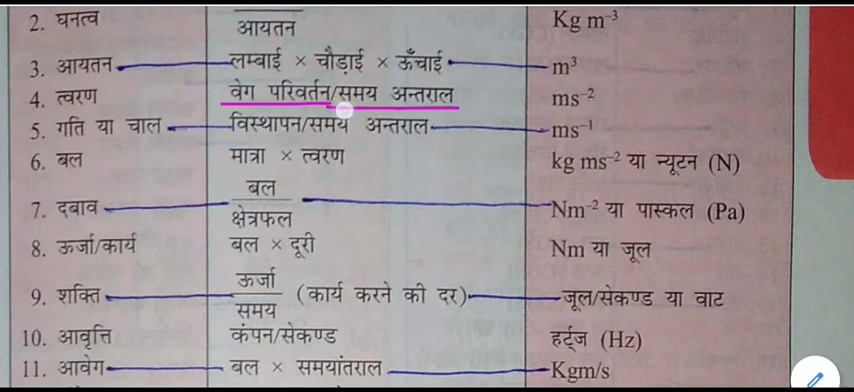 2. घनत्व आयतन Kg m⁻³
3. आयतन लम्बाई × चौड़ाई × ऊँचाई m³
4. त्वरण वेग परिवर्तन/समय अन्तराल ms⁻²
5. गति या चाल विस्थापन/समय अन्तराल ms⁻¹
6. बल मात्रा × त्वरण kg ms⁻² या न्यूटन (N)
7. दबाव बल/क्षेत्रफल Nm⁻² या पास्कल (Pa)
8. ऊर्जा/कार्य बल × दूरी Nm या जूल
9. शक्ति ऊर्जा/समय (कार्य करने की दर) जूल/सेकण्ड या वाट
10. आवृत्ति कंपन/सेकण्ड हर्ट्ज (Hz)
11. आवेग बल × समयांतराल Kgm/s